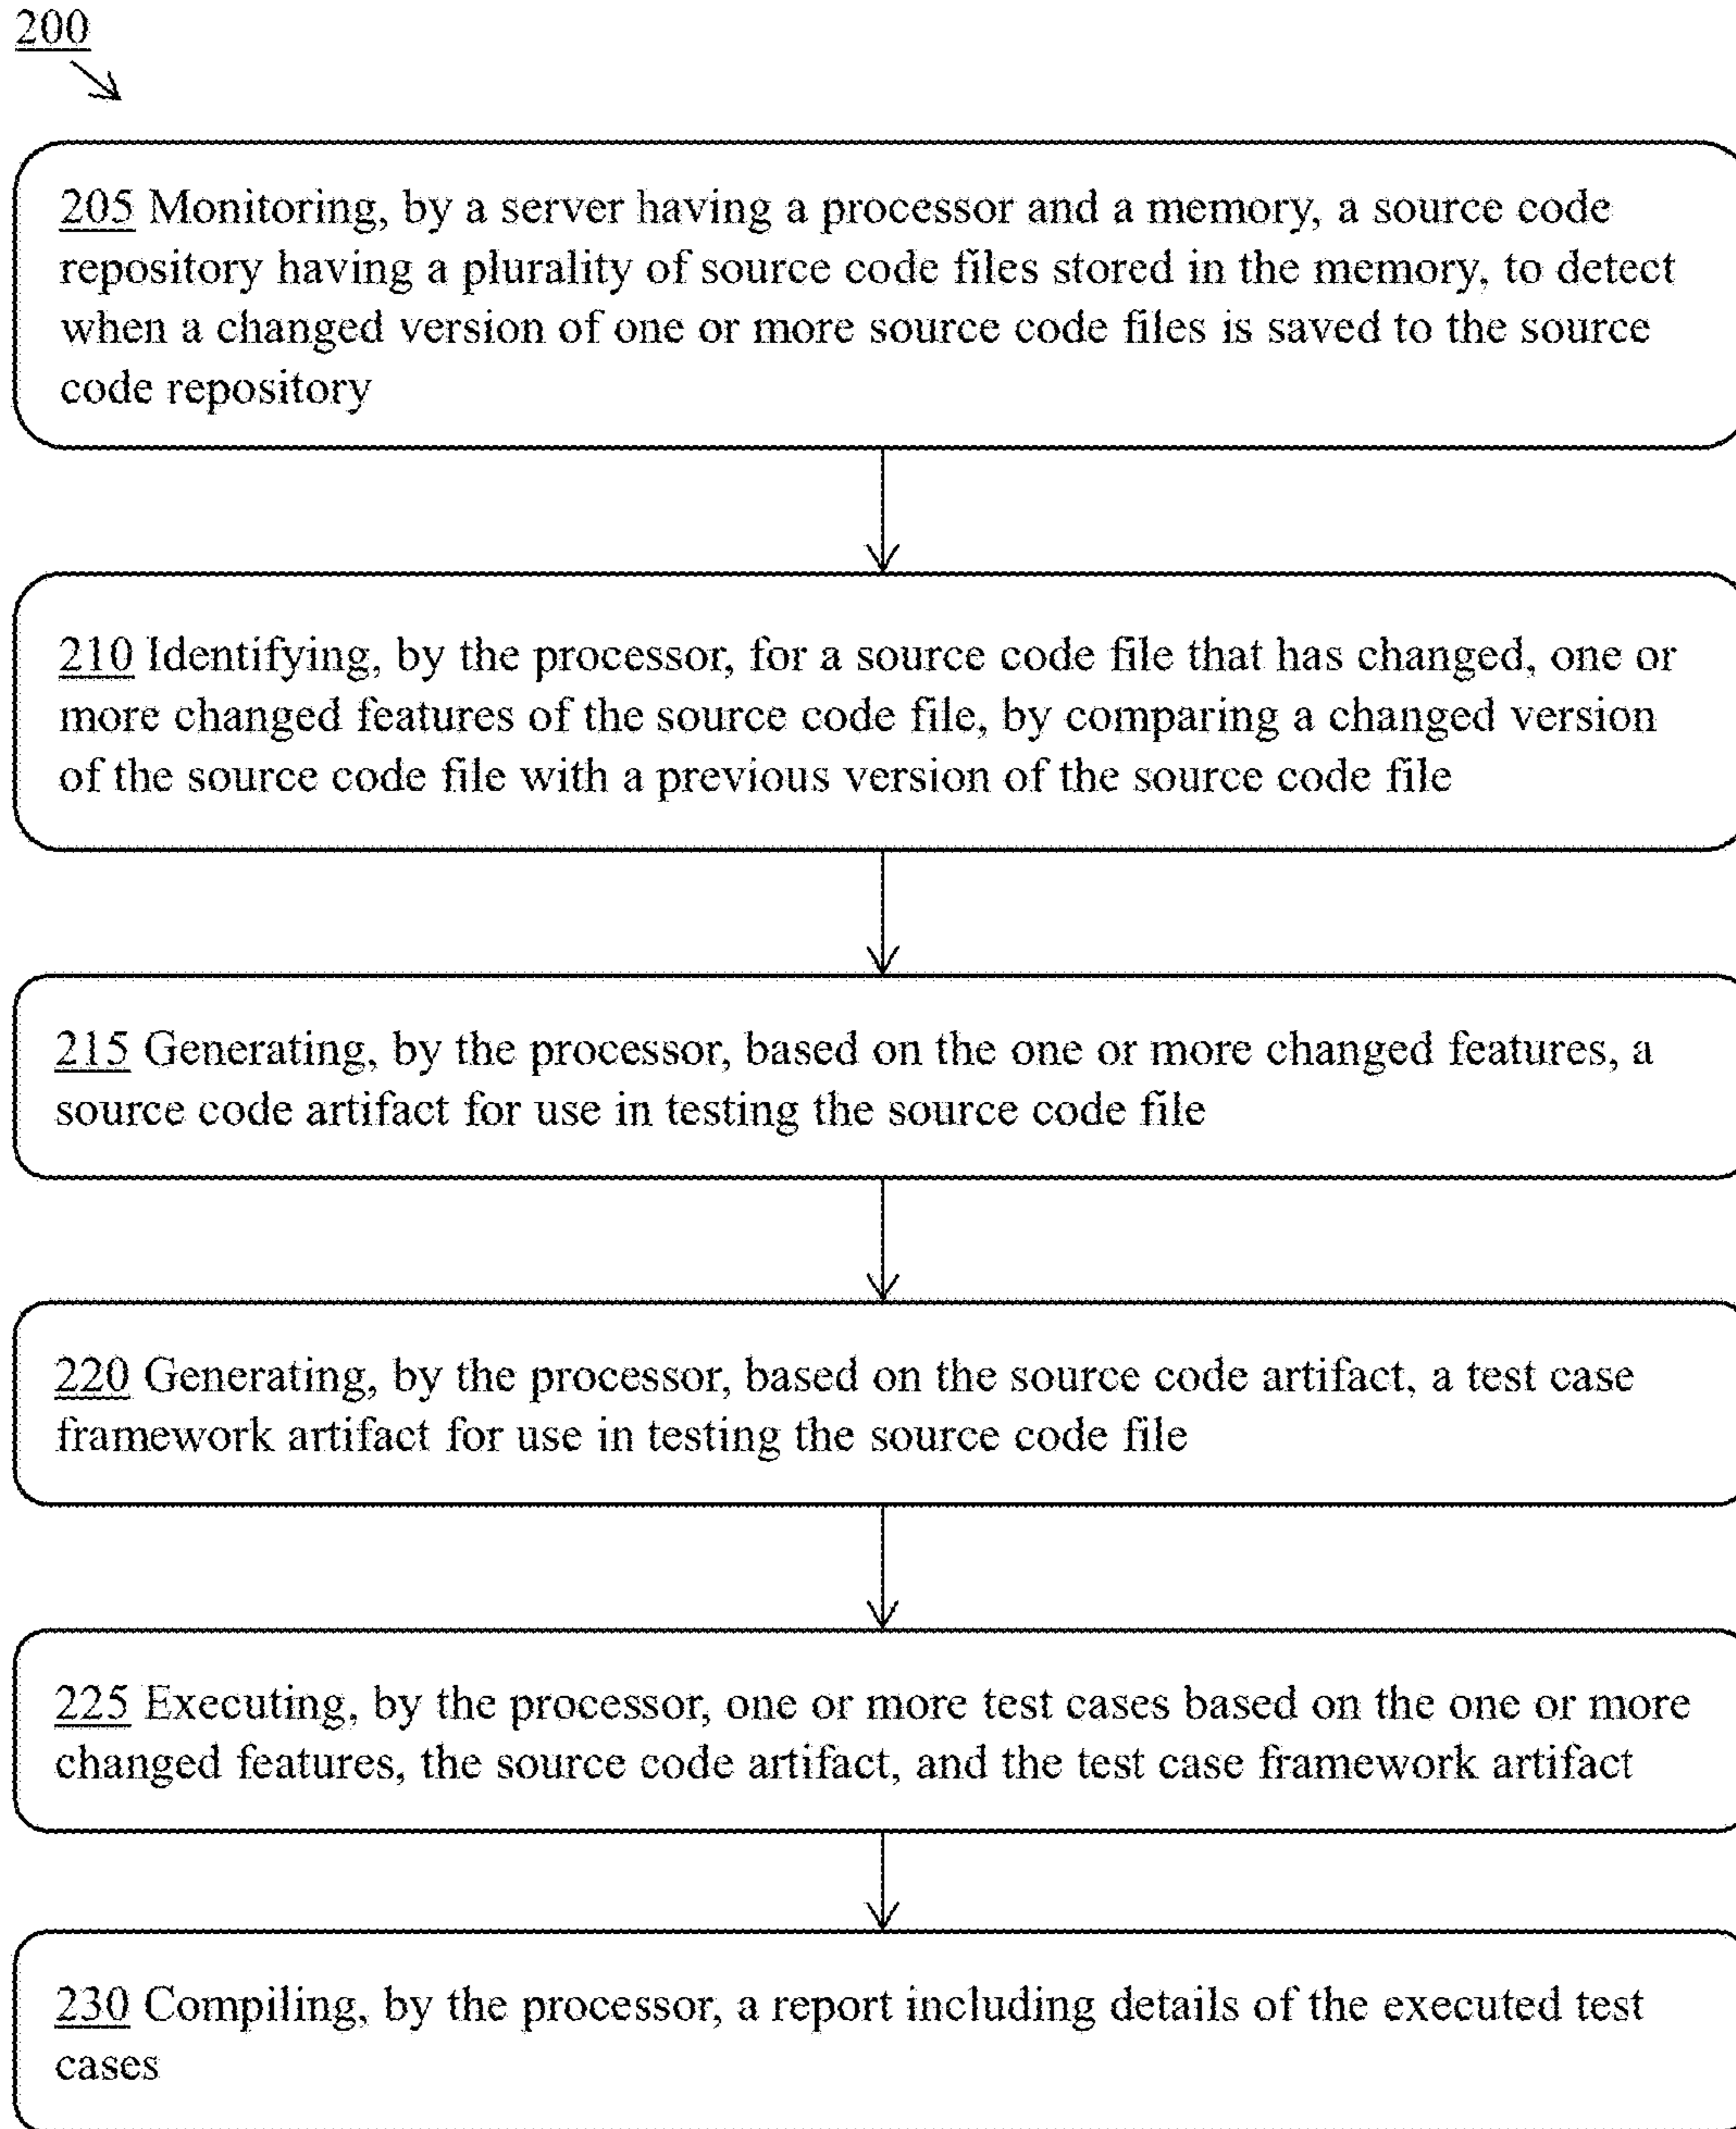 200
205 Monitoring, by a server having a processor and a memory, a source code
repository having a plurality of source code files stored in the memory, to detect
when a changed version of one or more source code files is saved to the source
code repository
210 Identifying, by the processor, for a source code file that has changed, one or
more changed features of the source code file, by comparing a changed version
of the source code file with a previous version of the source code file
215 Generating, by the processor, based on the one or more changed features, a
source code artifact for use in testing the source code file
220 Generating, by the processor, based on the source code artifact, a test case
framework artifact for use in testing the source code file
225 Executing, by the processor, one or more test cases based on the one or more
changed features, the source code artifact, and the test case framework artifact
230 Compiling, by the processor, a report including details of the executed test
cases